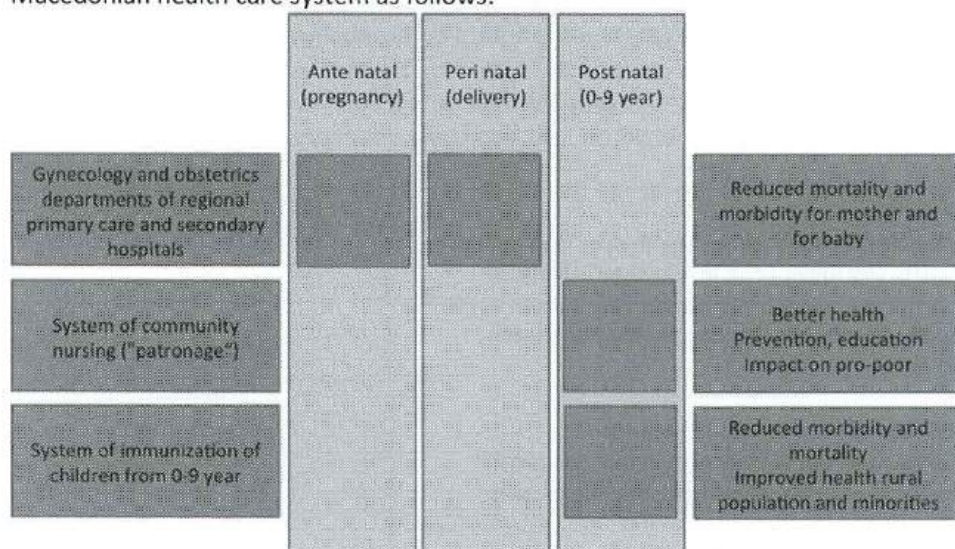 Macedonian health care system as follows:
Ante natal
(pregnancy)
Peri natal
(delivery)
Post natal
(0-9 year)
Gynecology and obstetrics
departments of regional
primary care and secondary
hospitals
Reduced mortality and
morbidity for mother and
for baby
System of community
nursing ("patronage")
Better health
Prevention, education
Impact on pro-poor
System of immunization of
children from 0-9 year
Reduced morbidity and
mortality
Improved health rural
population and minorities